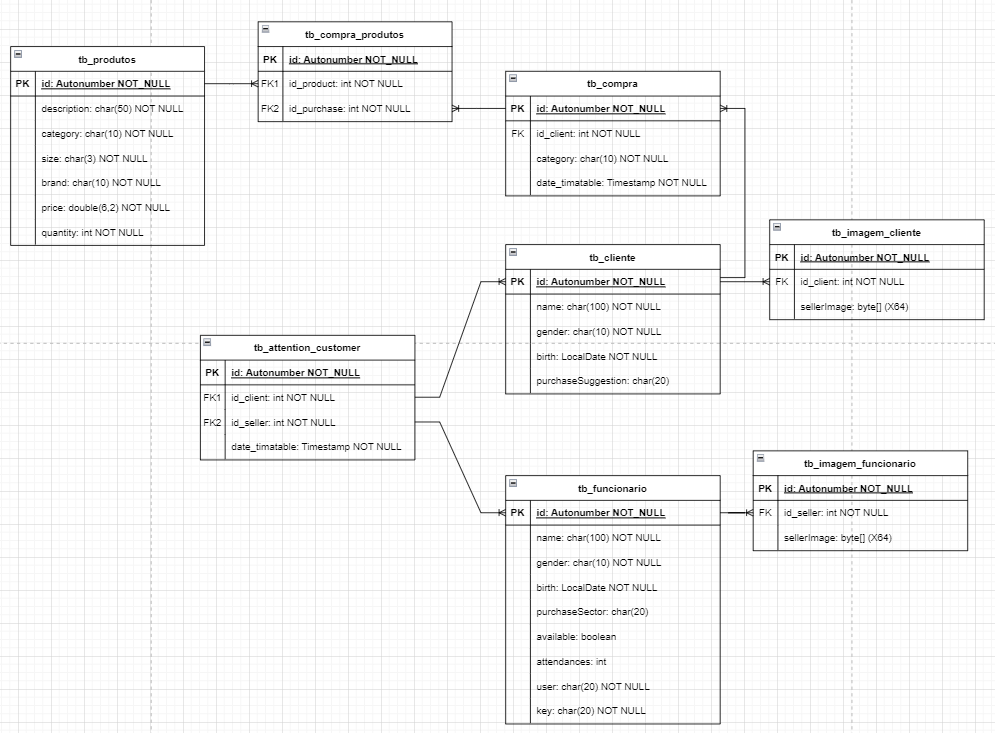 tb_produtos
PK id: Autonumber NOT_NULL
description: char(50) NOT NULL
category: char(10) NOT NULL
size: char(3) NOT NULL
brand: char(10) NOT NULL
price: double(6,2) NOT NULL
quantity: int NOT NULL
tb_compra_produtos
PK id: Autonumber NOT_NULL
FK1 id_product: int NOT NULL
FK2 id_purchase: int NOT NULL
tb_compra
PK id: Autonumber NOT_NULL
FK id_client: int NOT NULL
category: char(10) NOT NULL
date_timatable: Timestamp NOT NULL
tb_imagem_cliente
PK id: Autonumber NOT_NULL
FK id_client: int NOT NULL
sellerImage: byte[] (X64)
tb_cliente
PK id: Autonumber NOT_NULL
name: char(100) NOT NULL
gender: char(10) NOT NULL
birth: LocalDate NOT NULL
purchaseSuggestion: char(20)
tb_attention_customer
PK id: Autonumber NOT_NULL
FK1 id_client: int NOT NULL
FK2 id_seller: int NOT NULL
date_timatable: Timestamp NOT NULL
tb_funcionario
PK id: Autonumber NOT_NULL
name: char(100) NOT NULL
gender: char(10) NOT NULL
birth: LocalDate NOT NULL
purchaseSector: char(20)
available: boolean
attendances: int
user: char(20) NOT NULL
key: char(20) NOT NULL
tb_imagem_funcionario
PK id: Autonumber NOT_NULL
FK id_seller: int NOT NULL
sellerImage: byte[] (X64)